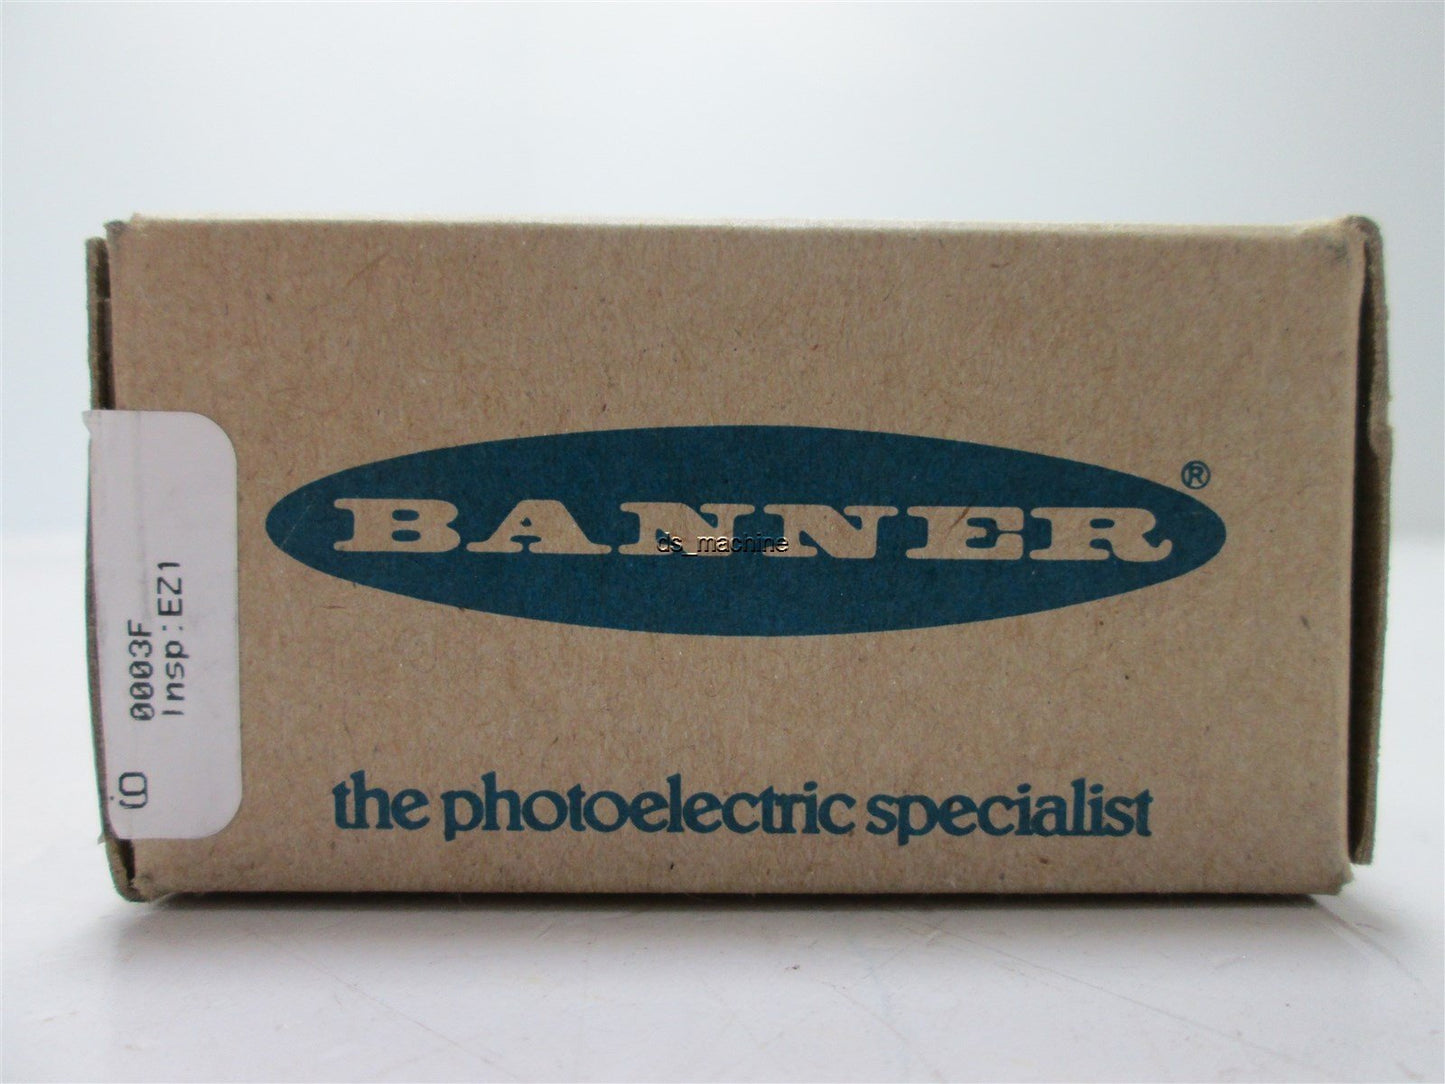 BANNER®
ds_machine
the photoelectric specialist
0003F
Insp:EZ1